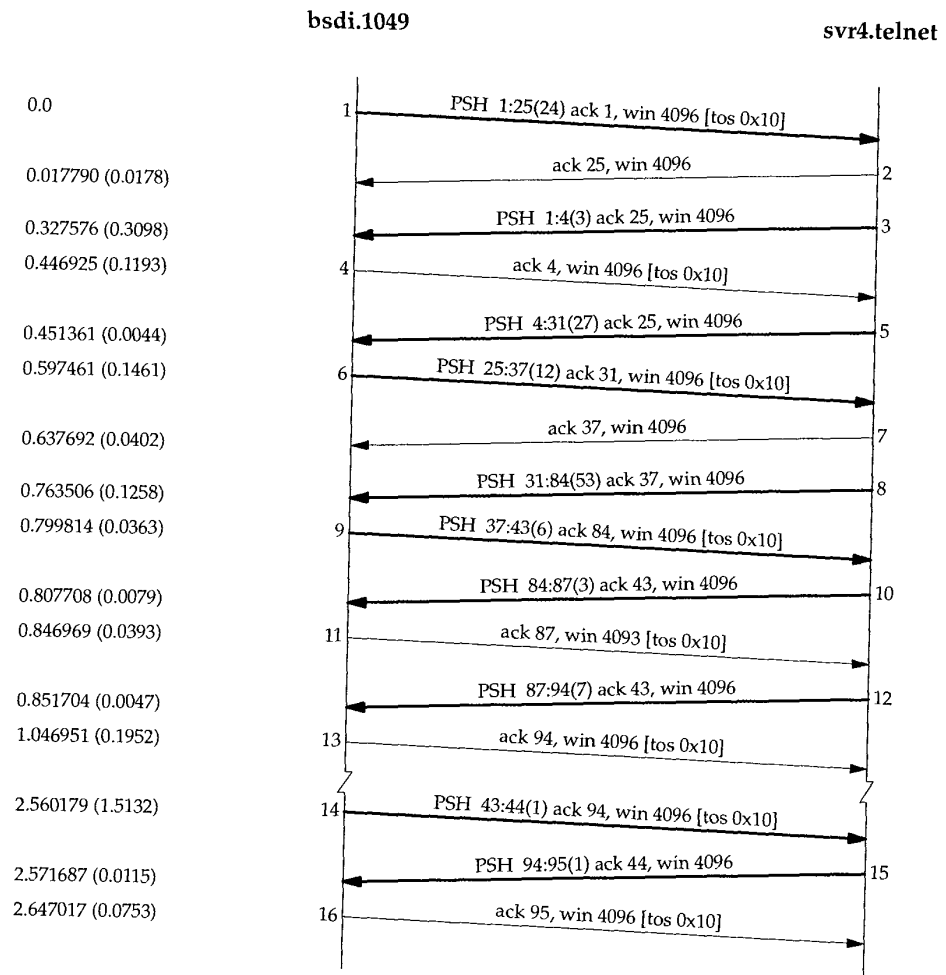 bsdi.1049 svr4.telnet
0.0 1 PSH 1:25(24) ack 1, win 4096 [tos 0x10]
0.017790 (0.0178) ack 25, win 4096 2
0.327576 (0.3098) PSH 1:4(3) ack 25, win 4096 3
0.446925 (0.1193) 4 ack 4, win 4096 [tos 0x10]
0.451361 (0.0044) PSH 4:31(27) ack 25, win 4096 5
0.597461 (0.1461) 6 PSH 25:37(12) ack 31, win 4096 [tos 0x10]
0.637692 (0.0402) ack 37, win 4096 7
0.763506 (0.1258) PSH 31:84(53) ack 37, win 4096 8
0.799814 (0.0363) 9 PSH 37:43(6) ack 84, win 4096 [tos 0x10]
0.807708 (0.0079) PSH 84:87(3) ack 43, win 4096 10
0.846969 (0.0393) 11 ack 87, win 4093 [tos 0x10]
0.851704 (0.0047) PSH 87:94(7) ack 43, win 4096 12
1.046951 (0.1952) 13 ack 94, win 4096 [tos 0x10]
2.560179 (1.5132) 14 PSH 43:44(1) ack 94, win 4096 [tos 0x10]
2.571687 (0.0115) PSH 94:95(1) ack 44, win 4096 15
2.647017 (0.0753) 16 ack 95, win 4096 [tos 0x10]